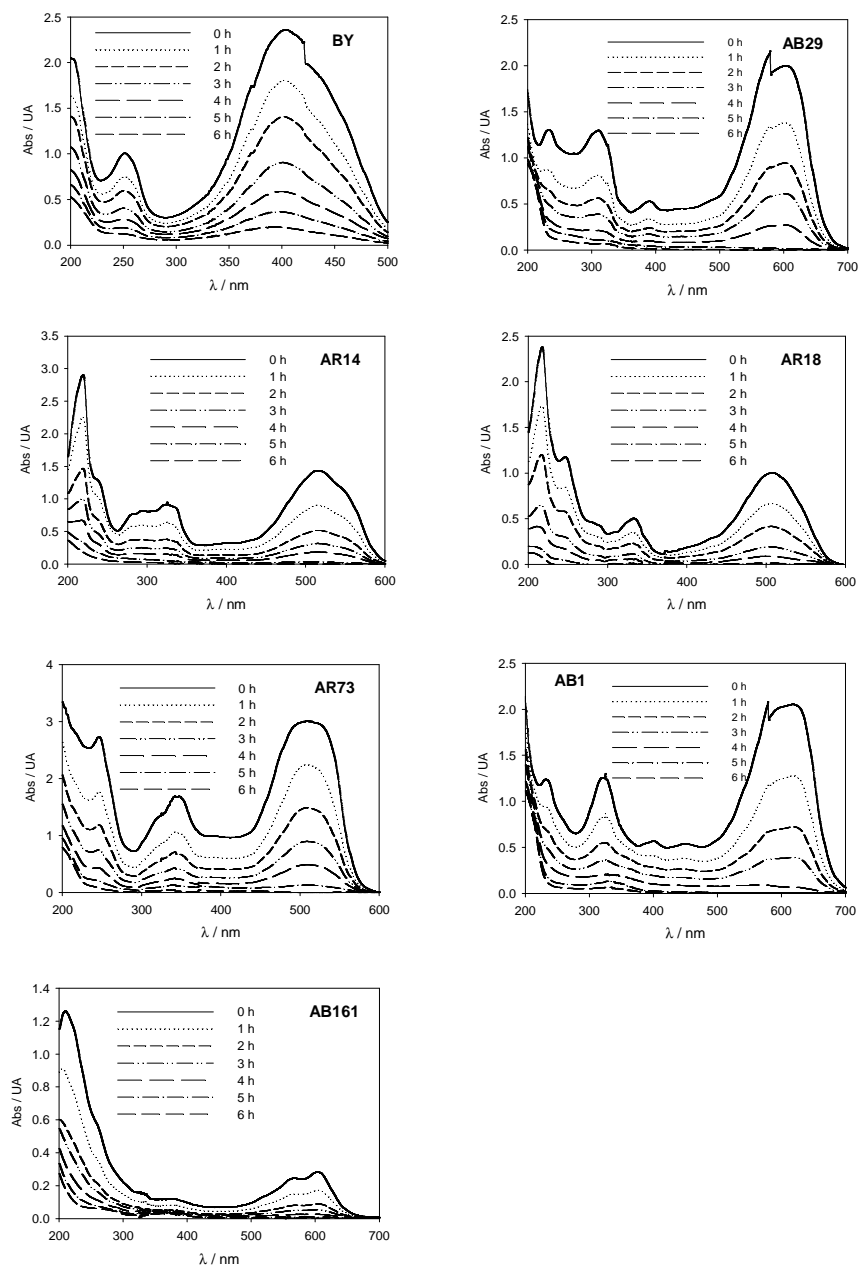 BY
0 h
1 h
2 h
3 h
4 h
5 h
6 h
Abs / UA
2.5
2.0
1.5
1.0
0.5
0.0
200 250 300 350 400 450 500
λ / nm
AB29
0 h
1 h
2 h
3 h
4 h
5 h
6 h
Abs / UA
2.5
2.0
1.5
1.0
0.5
0.0
200 300 400 500 600 700
λ / nm
AR14
0 h
1 h
2 h
3 h
4 h
5 h
6 h
Abs / UA
3.5
3.0
2.5
2.0
1.5
1.0
0.5
0.0
200 300 400 500 600
λ / nm
AR18
0 h
1 h
2 h
3 h
4 h
5 h
6 h
Abs / UA
2.5
2.0
1.5
1.0
0.5
0.0
200 300 400 500 600
λ / nm
AR73
0 h
1 h
2 h
3 h
4 h
5 h
6 h
Abs / UA
4
3
2
1
0
200 300 400 500 600
λ / nm
AB1
0 h
1 h
2 h
3 h
4 h
5 h
6 h
Abs / UA
2.5
2.0
1.5
1.0
0.5
0.0
200 300 400 500 600 700
λ / nm
AB161
0 h
1 h
2 h
3 h
4 h
5 h
6 h
Abs / UA
1.4
1.2
1.0
0.8
0.6
0.4
0.2
0.0
200 300 400 500 600 700
λ / nm